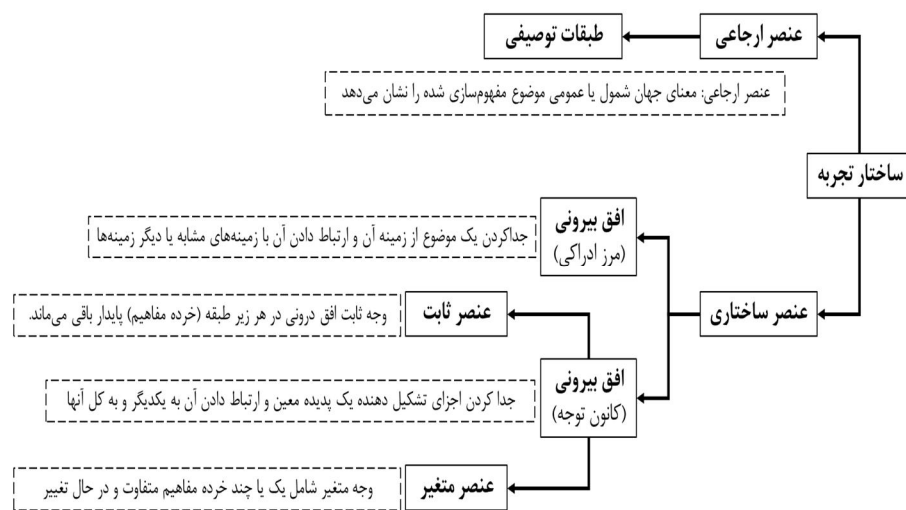 عنصر ارجاعی
طبقات توصیفی
عنصر ارجاعی: معنای جهان شمول یا عمومی موضوع مفهوم‌سازی شده را نشان می‌دهد
ساختار تجربه
افق بیرونی
(مرز ادراکی)
جداکردن یک موضوع از زمینه آن و ارتباط دادن آن با زمینه‌های مشابه یا دیگر زمینه‌ها
عنصر ساختاری
عنصر ثابت
وجه ثابت افق درونی در هر زیر طبقه (خرده مفاهیم) پایدار باقی می‌ماند.
افق بیرونی
(کانون توجه)
جدا کردن اجزای تشکیل دهنده یک پدیده معین و ارتباط دادن آن به یکدیگر و به کل آنها
عنصر متغیر
وجه متغیر شامل یک یا چند خرده مفاهیم متفاوت و در حال تغییر